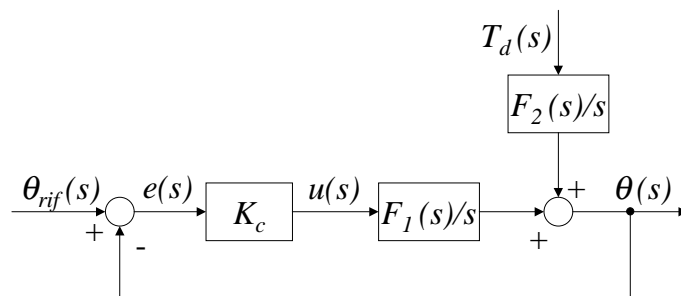 T_d(s)
F_2(s)/s
θ_rif(s)
e(s)
K_c
u(s)
F_1(s)/s
θ(s)
+
-
+
+